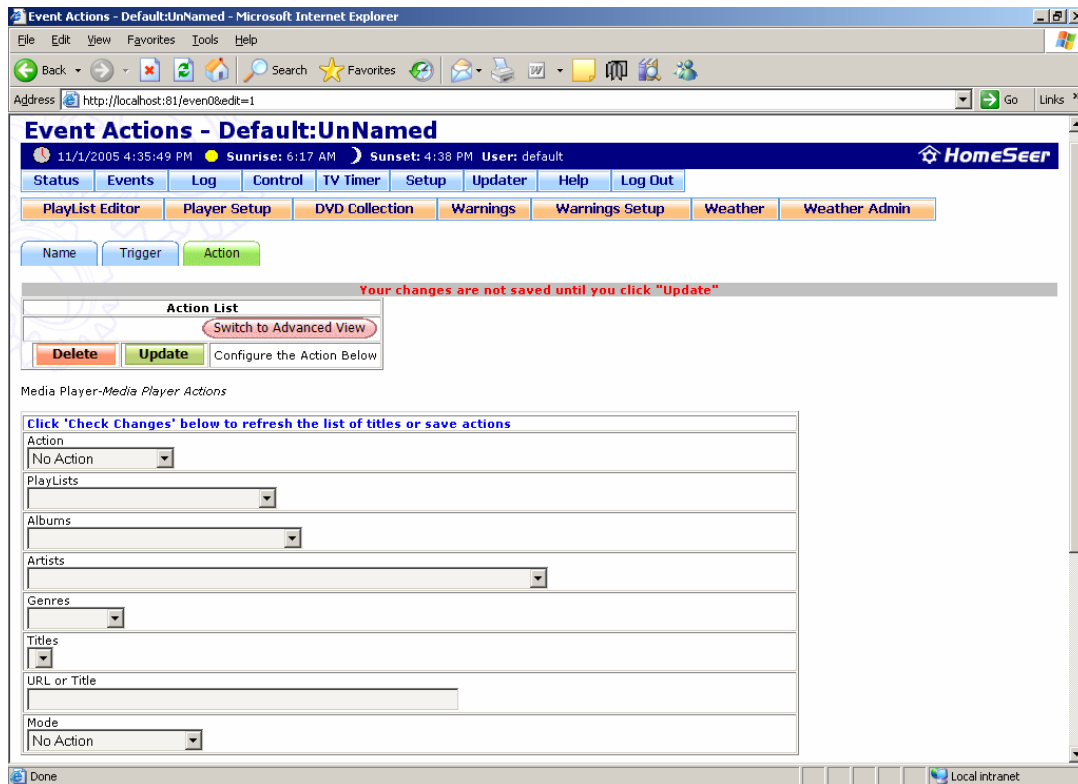 Event Actions - Default:UnNamed - Microsoft Internet Explorer
File Edit View Favorites Tools Help
Back Search Favorites
Address http://localhost:81/even0&edit=1 Go Links »
Event Actions - Default:UnNamed
11/1/2005 4:35:49 PM Sunrise: 6:17 AM Sunset: 4:38 PM User: default HomeSeer
Status Events Log Control TV Timer Setup Updater Help Log Out
PlayList Editor Player Setup DVD Collection Warnings Warnings Setup Weather Weather Admin
Name Trigger Action
Your changes are not saved until you click "Update"
Action List
Switch to Advanced View
Delete Update Configure the Action Below
Media Player-Media Player Actions
Click 'Check Changes' below to refresh the list of titles or save actions
Action
No Action
PlayLists
Albums
Artists
Genres
Titles
URL or Title
Mode
No Action
Done Local intranet